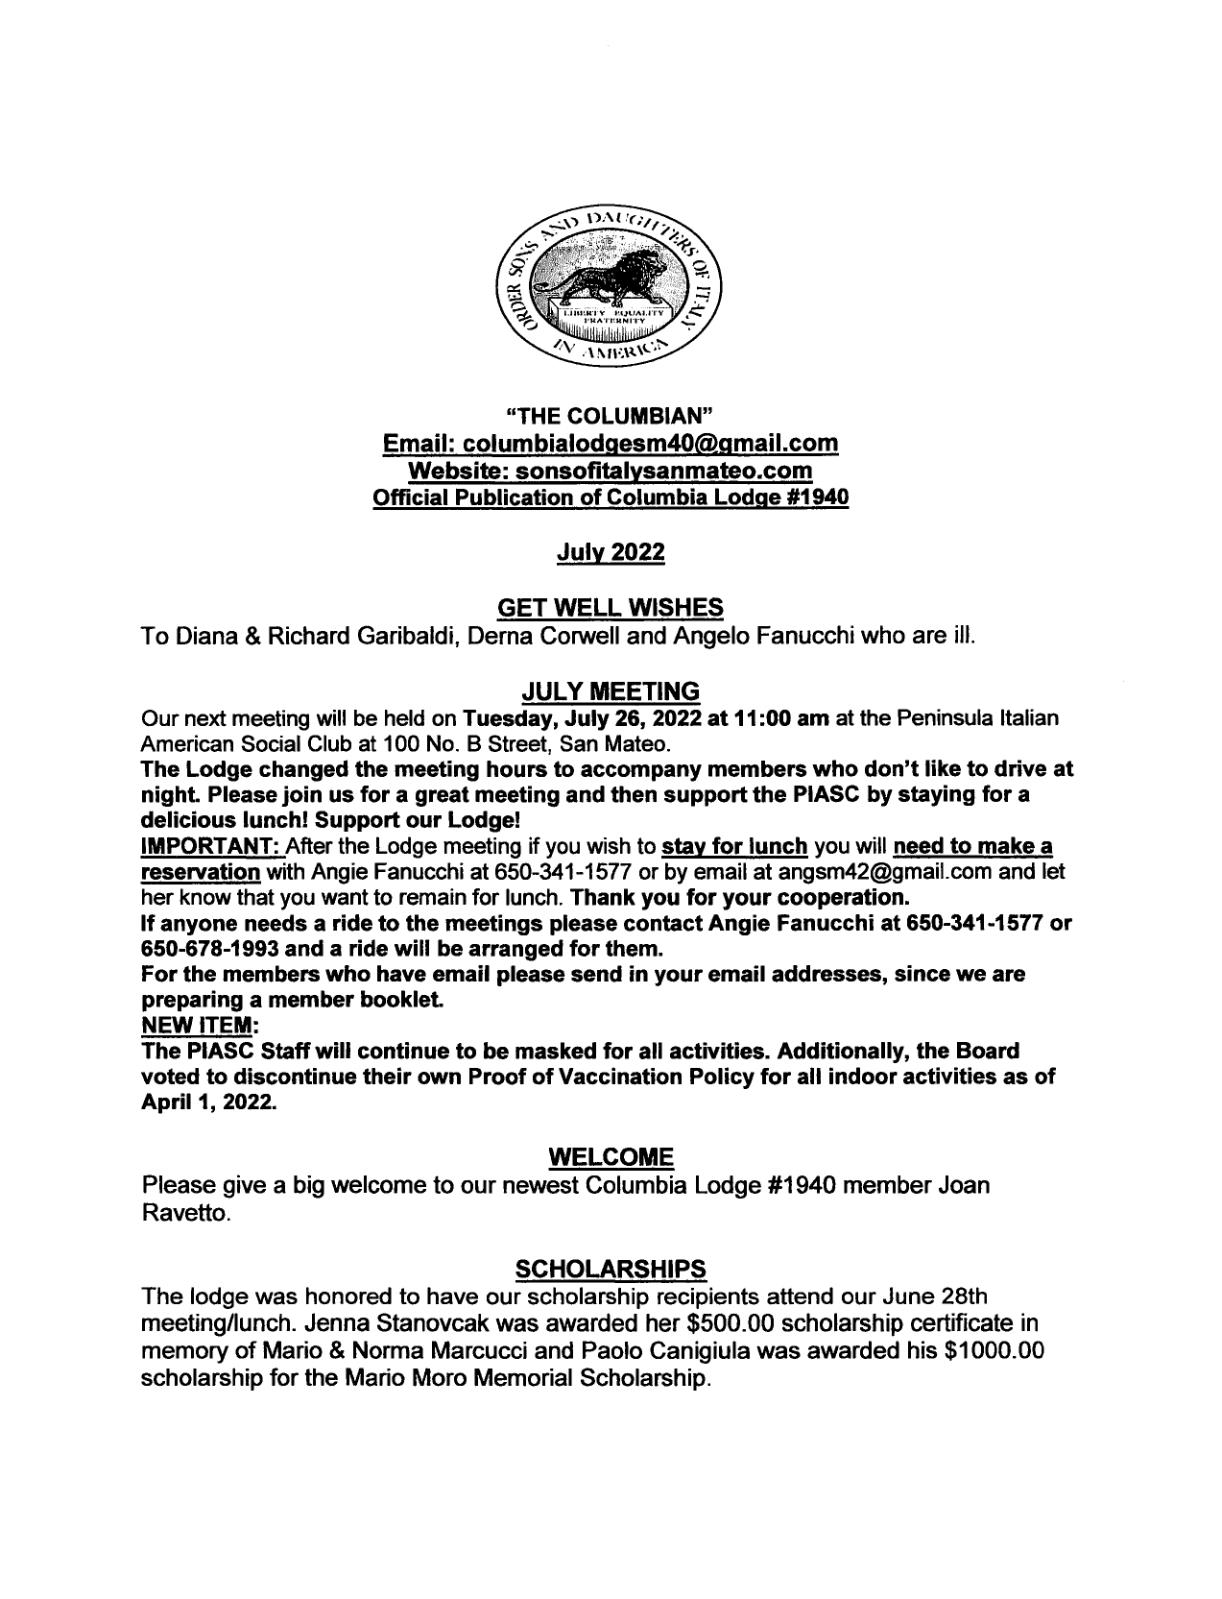 ORDER SONS AND DAUGHTERS OF ITALY
LIBERTY EQUALITY
FRATERNITY
IN AMERICA
“THE COLUMBIAN”
Email: columbialodgesm40@gmail.com
Website: sonsofitalysanmateo.com
Official Publication of Columbia Lodge #1940
July 2022
GET WELL WISHES
To Diana & Richard Garibaldi, Derna Corwell and Angelo Fanucchi who are ill.
JULY MEETING
Our next meeting will be held on Tuesday, July 26, 2022 at 11:00 am at the Peninsula Italian
American Social Club at 100 No. B Street, San Mateo.
The Lodge changed the meeting hours to accompany members who don’t like to drive at
night. Please join us for a great meeting and then support the PIASC by staying for a
delicious lunch! Support our Lodge!
IMPORTANT: After the Lodge meeting if you wish to stay for lunch you will need to make a
reservation with Angie Fanucchi at 650-341-1577 or by email at angsm42@gmail.com and let
her know that you want to remain for lunch. Thank you for your cooperation.
If anyone needs a ride to the meetings please contact Angie Fanucchi at 650-341-1577 or
650-678-1993 and a ride will be arranged for them.
For the members who have email please send in your email addresses, since we are
preparing a member booklet.
NEW ITEM:
The PIASC Staff will continue to be masked for all activities. Additionally, the Board
voted to discontinue their own Proof of Vaccination Policy for all indoor activities as of
April 1, 2022.
WELCOME
Please give a big welcome to our newest Columbia Lodge #1940 member Joan
Ravetto.
SCHOLARSHIPS
The lodge was honored to have our scholarship recipients attend our June 28th
meeting/lunch. Jenna Stanovcak was awarded her $500.00 scholarship certificate in
memory of Mario & Norma Marcucci and Paolo Canigiula was awarded his $1000.00
scholarship for the Mario Moro Memorial Scholarship.